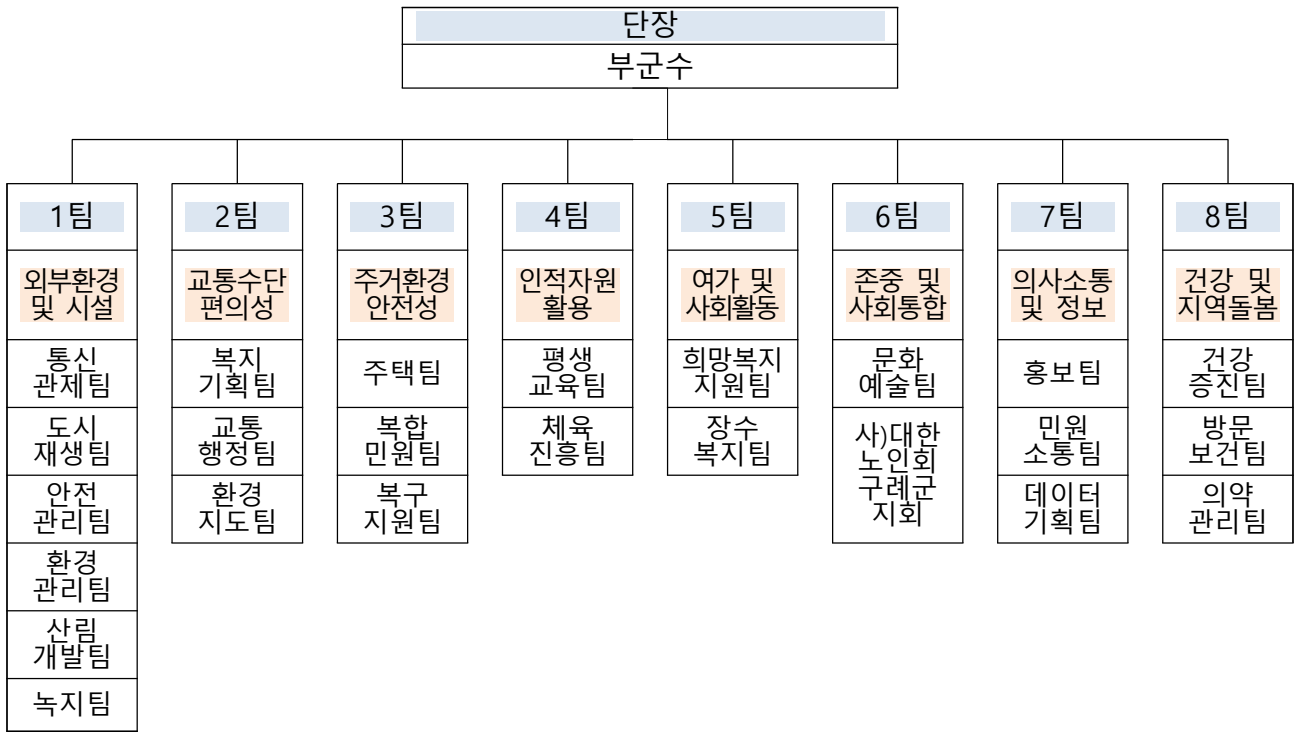 단장
부군수
1팀
외부환경
및 시설
통신
관제팀
도시
재생팀
안전
관리팀
환경
관리팀
산림
개발팀
녹지팀
2팀
교통수단
편의성
복지
기획팀
교통
행정팀
환경
지도팀
3팀
주거환경
안전성
주택팀
복합
민원팀
복구
지원팀
4팀
인적자원
활용
평생
교육팀
체육
진흥팀
5팀
여가 및
사회활동
희망복지
지원팀
장수
복지팀
6팀
존중 및
사회통합
문화
예술팀
사)대한
노인회
구례군
지회
7팀
의사소통
및 정보
홍보팀
민원
소통팀
데이터
기획팀
8팀
건강 및
지역돌봄
건강
증진팀
방문
보건팀
의약
관리팀